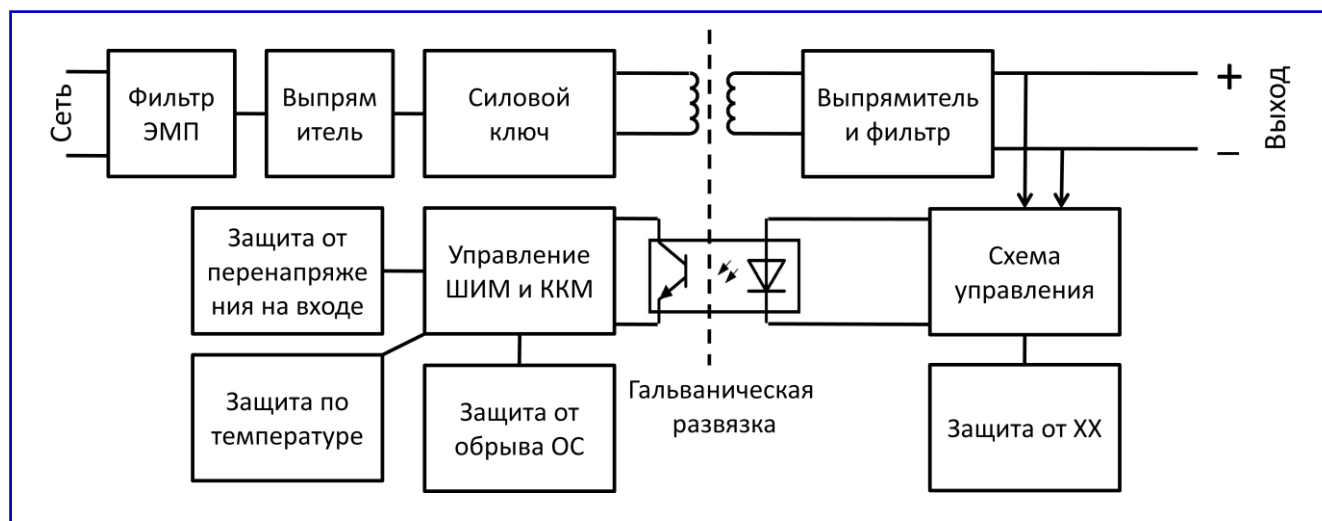 Сеть
Фильтр
ЭМП
Выпрям
итель
Силовой
ключ
Выпрямитель
и фильтр
+
–
Выход
Защита от
перенапряже
ния на входе
Управление
ШИМ и ККМ
Схема
управления
Защита по
температуре
Защита от
обрыва ОС
Гальваническая
развязка
Защита от ХХ